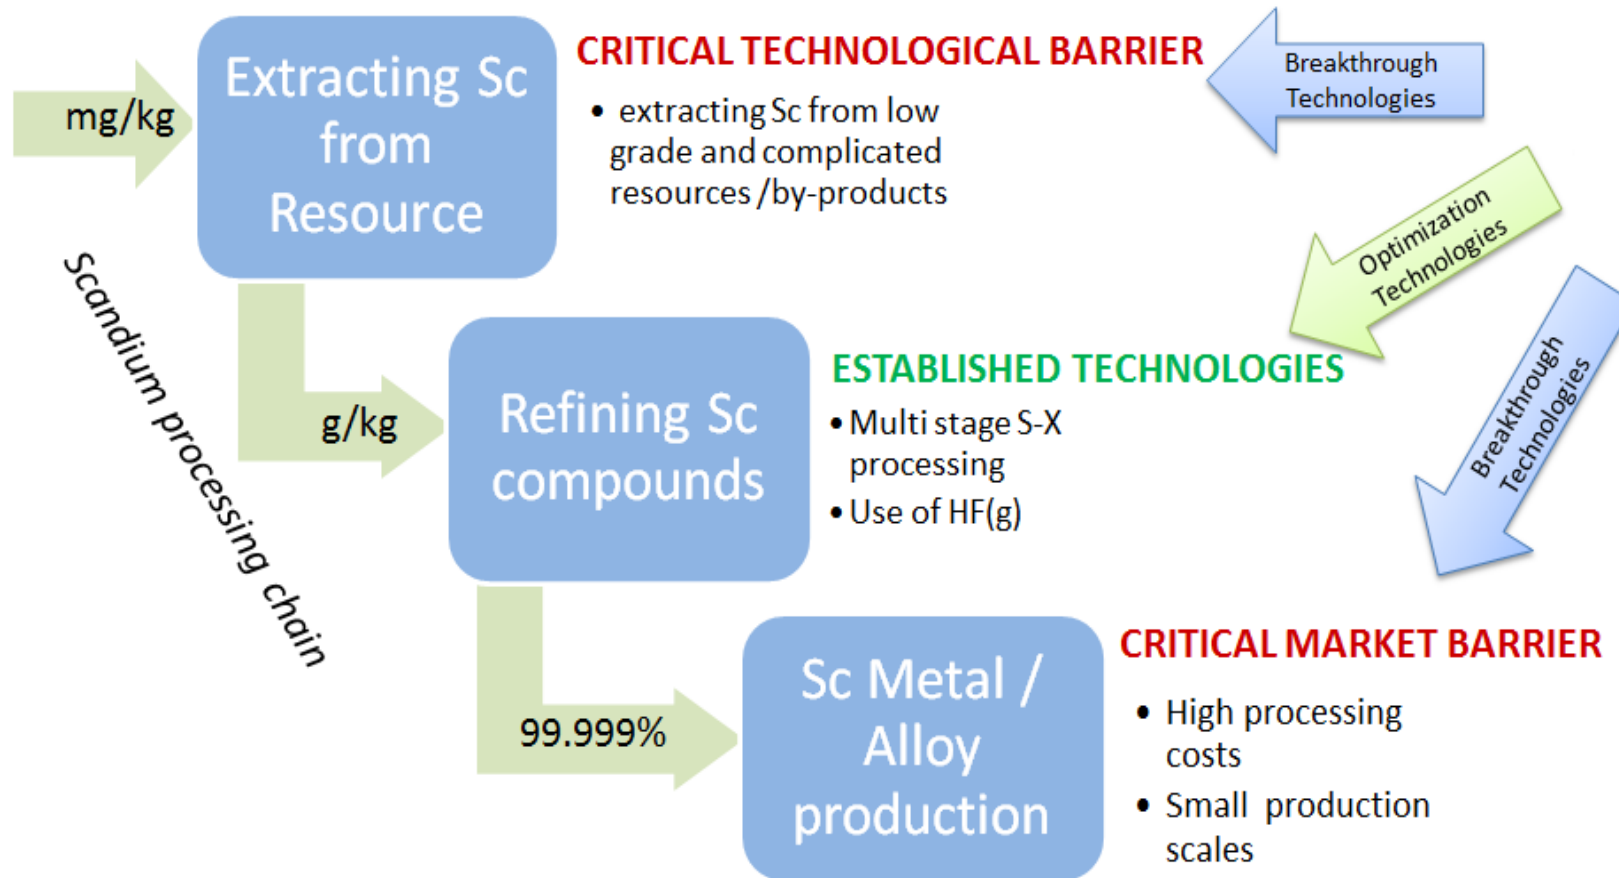 mg/kg
Extracting Sc
from
Resource
CRITICAL TECHNOLOGICAL BARRIER
• extracting Sc from low
grade and complicated
resources /by-products
Breakthrough
Technologies
Optimization
Technologies
Breakthrough
Technologies
Scandium processing chain
g/kg
Refining Sc
compounds
ESTABLISHED TECHNOLOGIES
• Multi stage S-X
processing
• Use of HF(g)
99.999%
Sc Metal /
Alloy
production
CRITICAL MARKET BARRIER
• High processing
costs
• Small production
scales